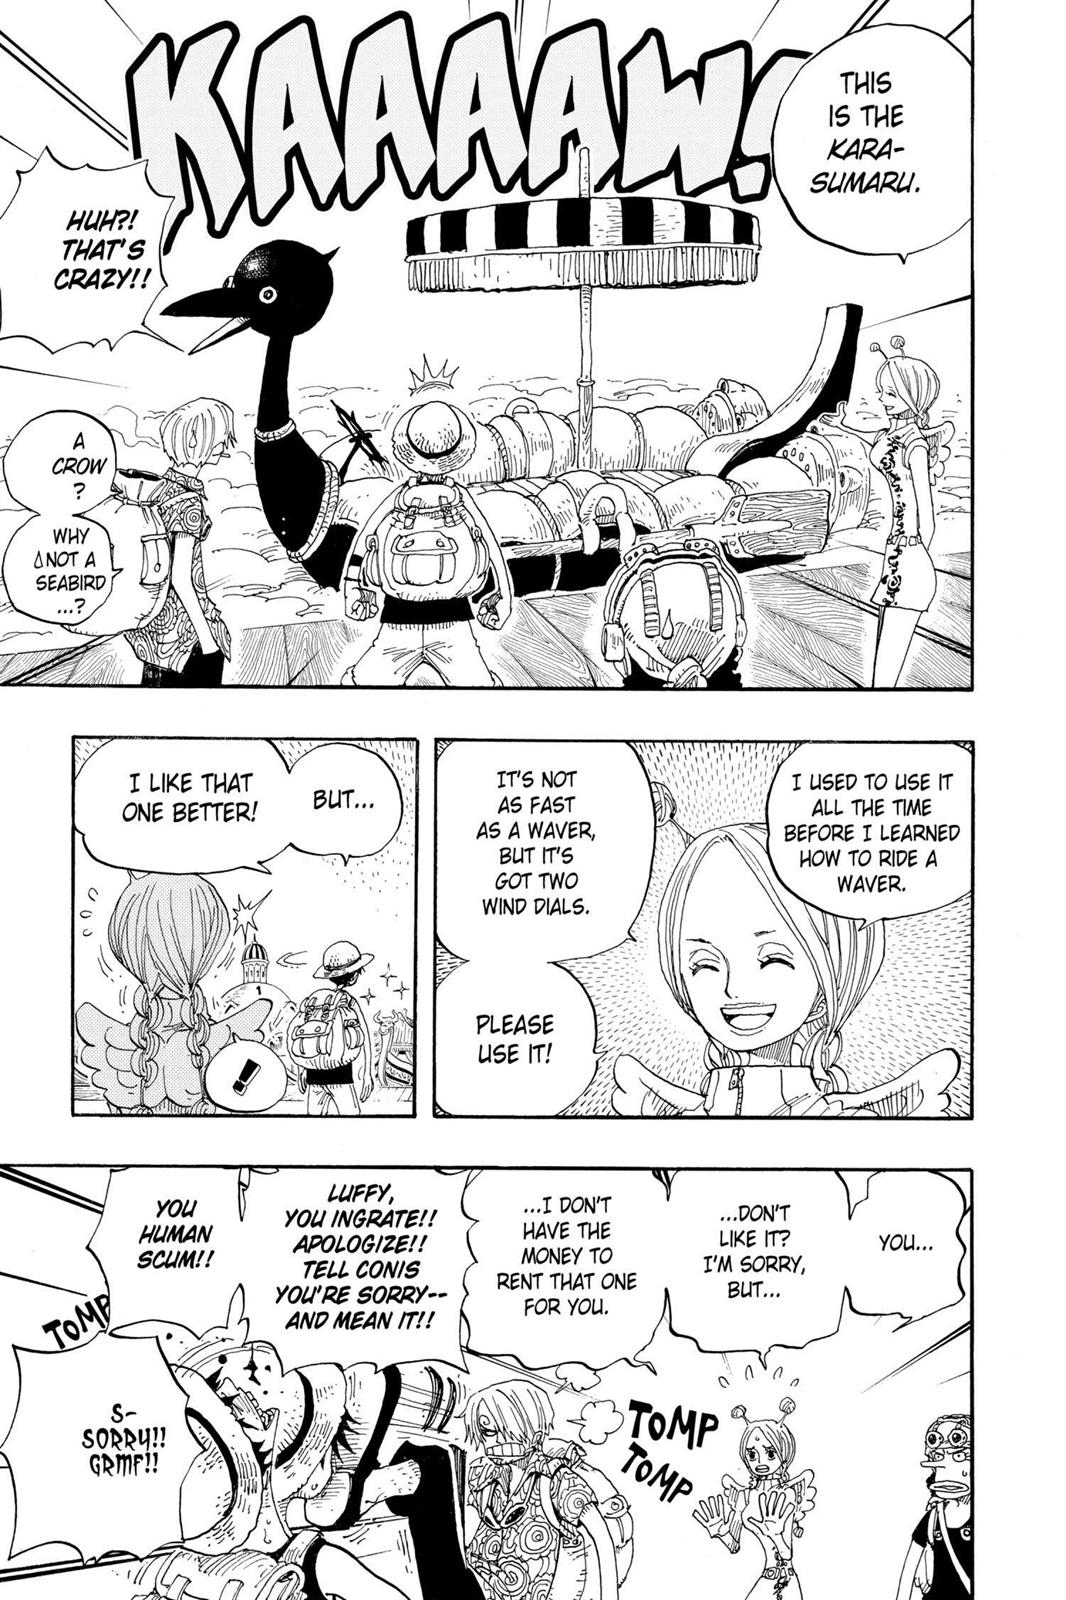 THIS
IS THE
KARA-
SUMARU.
KAAAAAW!
HUH?!
THAT'S
CRAZY!!
A
CROW
?
WHY
NOT A
SEABIRD
...?
I USED TO USE IT
ALL THE TIME
BEFORE I LEARNED
HOW TO RIDE A
WAVER.
IT'S NOT
AS FAST
AS A WAVER,
BUT IT'S
GOT TWO
WIND DIALS.
PLEASE
USE IT!
BUT...
I LIKE THAT
ONE BETTER!
!
YOU...
...DON'T
LIKE IT?
I'M SORRY,
BUT...
...I DON'T
HAVE THE
MONEY TO
RENT THAT ONE
FOR YOU.
LUFFY,
YOU INGRATE!!
APOLOGIZE!!
TELL CONIS
YOU'RE SORRY--
AND MEAN IT!!
YOU
HUMAN
SCUM!!
TOMP
TOMP
TOMP
S-
SORRY!!
GRMF!!